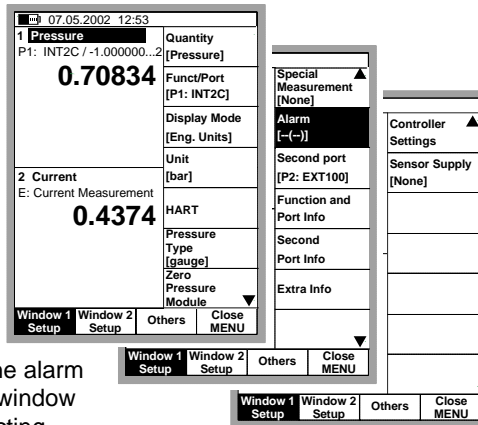 07.05.2002 12:53
1 Pressure
P1: INT2C / -1.000000...2
0.70834
2 Current
E: Current Measurement
0.4374
Quantity
[Pressure]
Funct/Port
[P1: INT2C]
Display Mode
[Eng. Units]
Unit
[bar]
HART
Pressure
Type
[gauge]
Zero
Pressure
Module
Window 1 Setup
Window 2 Setup
Others
Close MENU
Special
Measurement
[None]
Alarm
[--(--)]
Second port
[P2: EXT100]
Function and
Port Info
Second
Port Info
Extra Info
Window 1 Setup
Window 2 Setup
Others
Close MENU
Controller
Settings
Sensor Supply
[None]
Window 1 Setup
Window 2 Setup
Others
Close MENU
alarm
window